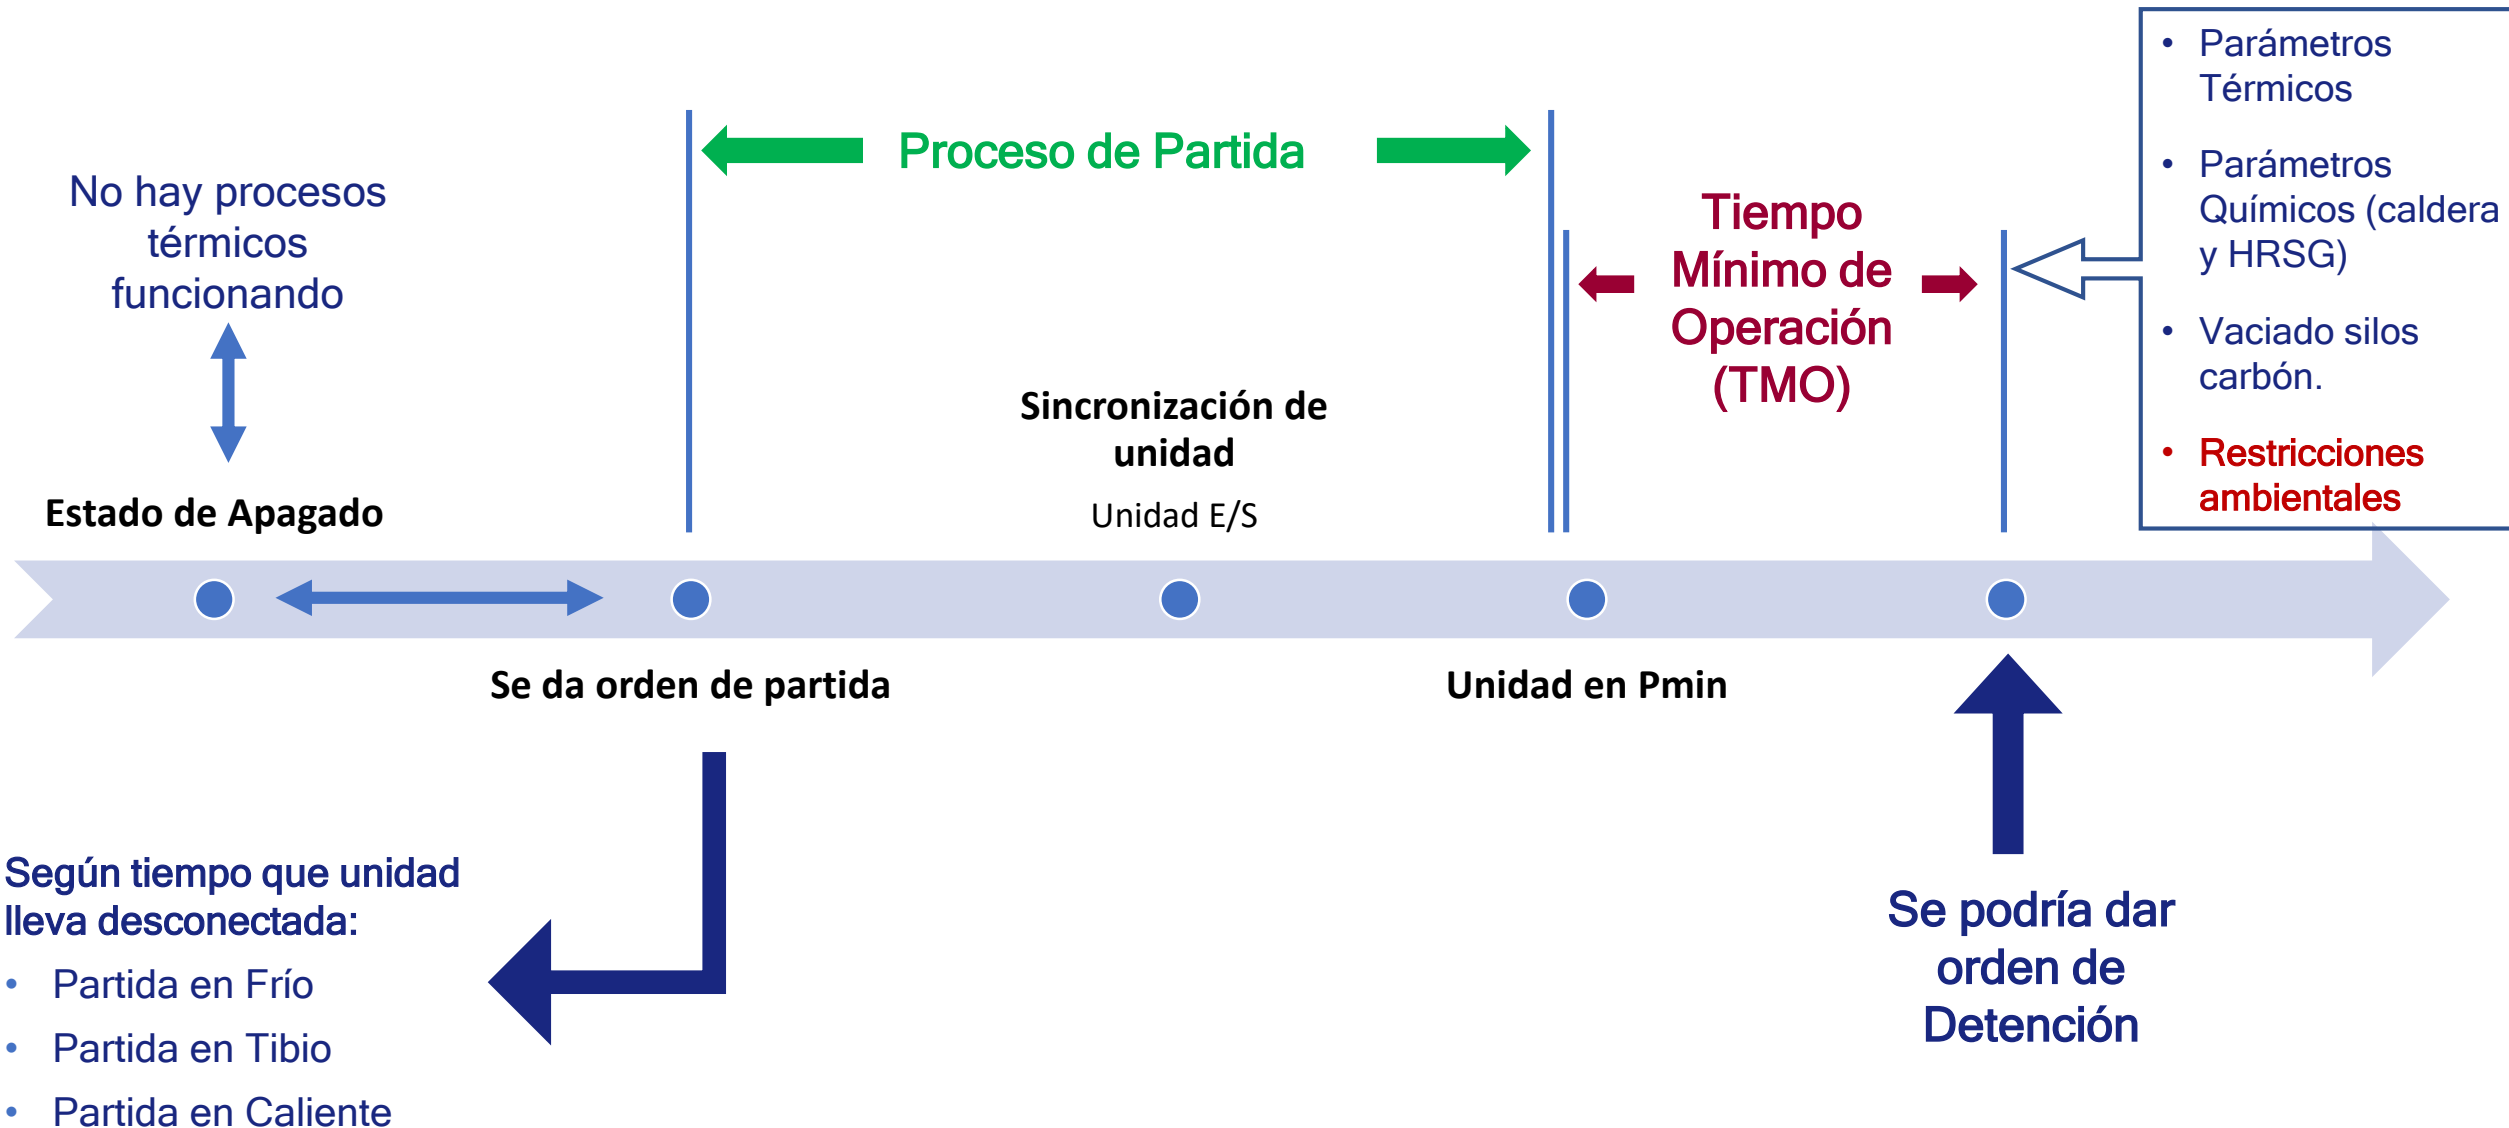 No hay procesos
térmicos
funcionando
Estado de Apagado
Proceso de Partida
Sincronización de
unidad
Unidad E/S
Tiempo
Mínimo de
Operación
(TMO)
• Parámetros
Térmicos
• Parámetros
Químicos (caldera
y HRSG)
• Vaciado silos
carbón.
• Restricciones
ambientales
Se da orden de partida
Unidad en Pmin
Según tiempo que unidad
lleva desconectada:
• Partida en Frío
• Partida en Tibio
• Partida en Caliente
Se podría dar
orden de
Detención